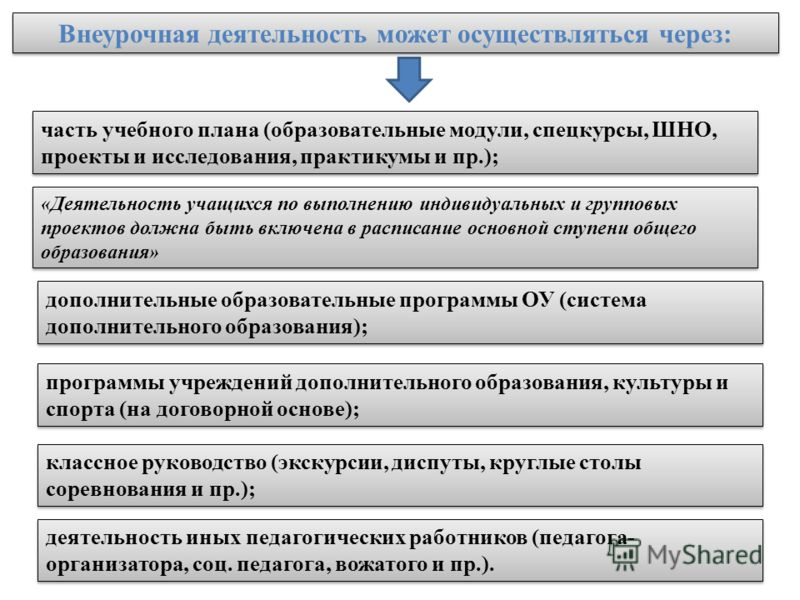 Внеурочная деятельность может осуществляться через:
часть учебного плана (образовательные модули, спецкурсы, ШНО,
проекты и исследования, практикумы и пр.);
«Деятельность учащихся по выполнению индивидуальных и групповых
проектов должна быть включена в расписание основной ступени общего
образования»
дополнительные образовательные программы ОУ (система
дополнительного образования);
программы учреждений дополнительного образования, культуры и
спорта (на договорной основе);
классное руководство (экскурсии, диспуты, круглые столы
соревнования и пр.);
деятельность иных педагогических работников (педагога-
организатора, соц. педагога, вожатого и пр.).
MyShared